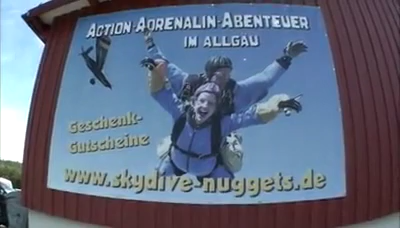 ACTION-ADRENALIN-ABENTEUER
IM ALLGÄU
Geschenk-
Gutscheine
www.skydive-nuggets.de